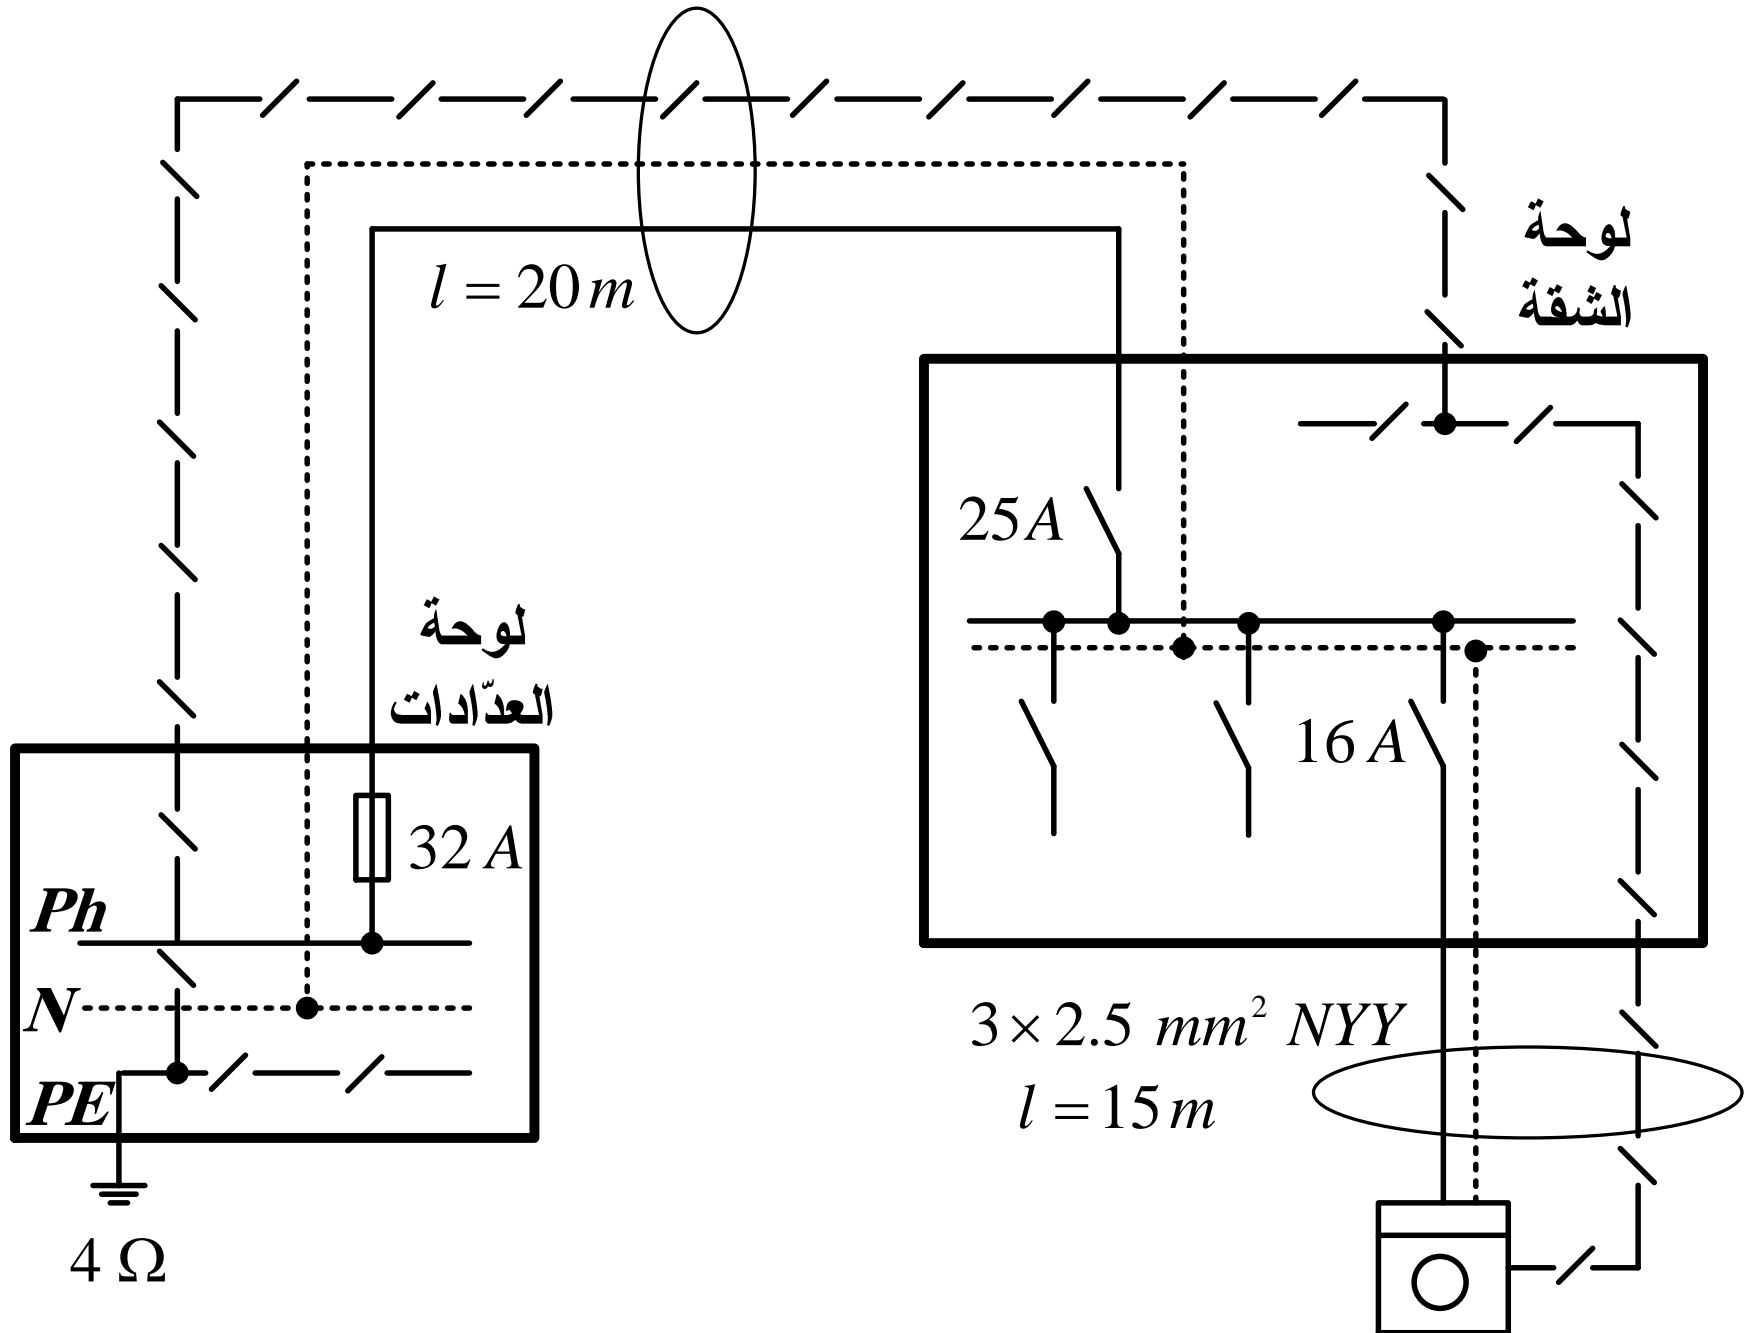 l = 20 m
لوحة
الشقة
25 A
لوحة
العدّادات
16 A
32 A
Ph
N
PE
3 × 2.5 mm² NYY
l = 15 m
4 Ω